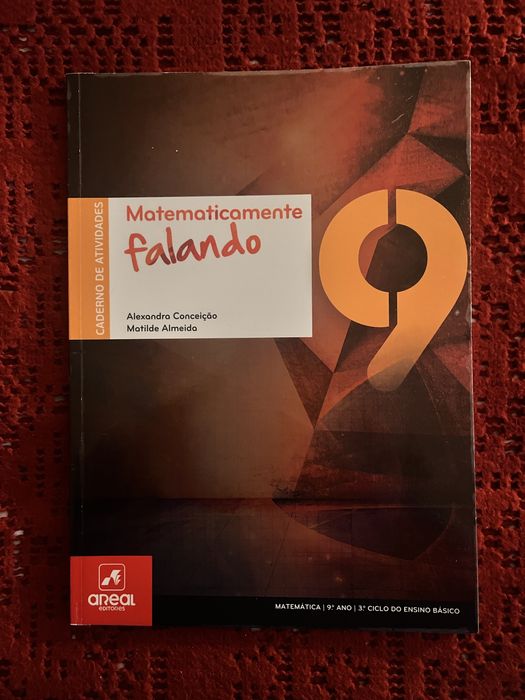 CADERNO DE ATIVIDADES
Matematicamente
falando
9
Alexandra Conceição
Matilde Almeida
AREAL
EDITORES
MATEMÁTICA | 9.º ANO | 3.º CICLO DO ENSINO BÁSICO